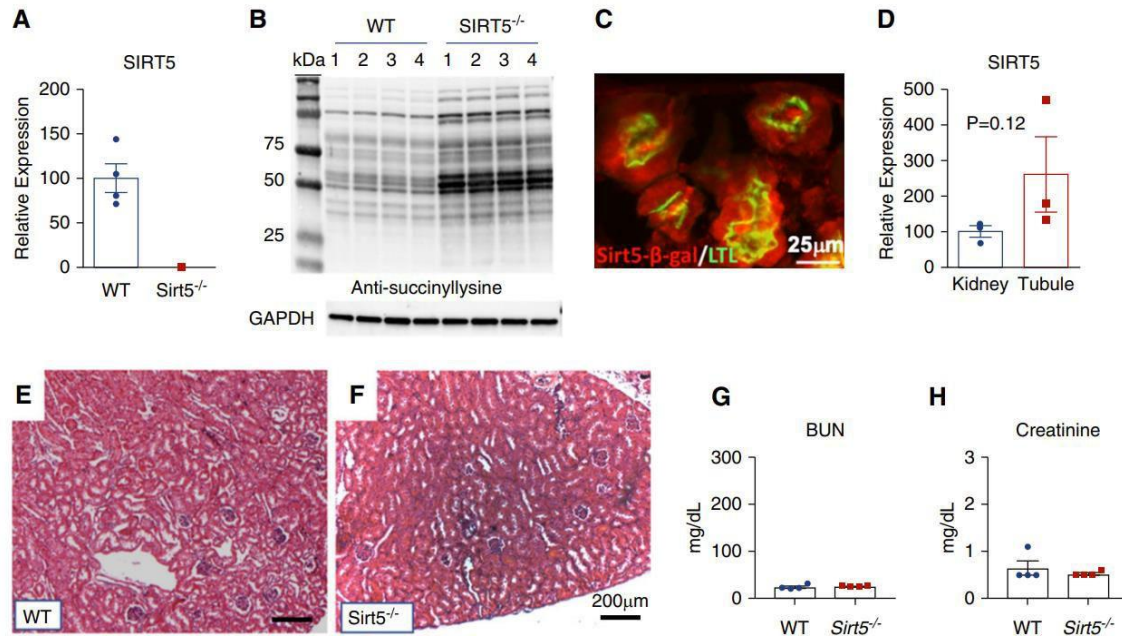 A
SIRT5
Relative Expression
200
150
100
50
0
WT Sirt5-/-
B
WT SIRT5-/-
kDa 1 2 3 4 1 2 3 4
75
50
25
Anti-succinyllysine
GAPDH
C
Sirt5-β-gal/LTL
25μm
D
SIRT5
Relative Expression
500
400
300
200
100
0
P=0.12
Kidney Tubule
E
WT
F
Sirt5-/-
200μm
G
BUN
mg/dL
300
200
100
0
WT Sirt5-/-
H
Creatinine
mg/dL
3
2
1
0
WT Sirt5-/-